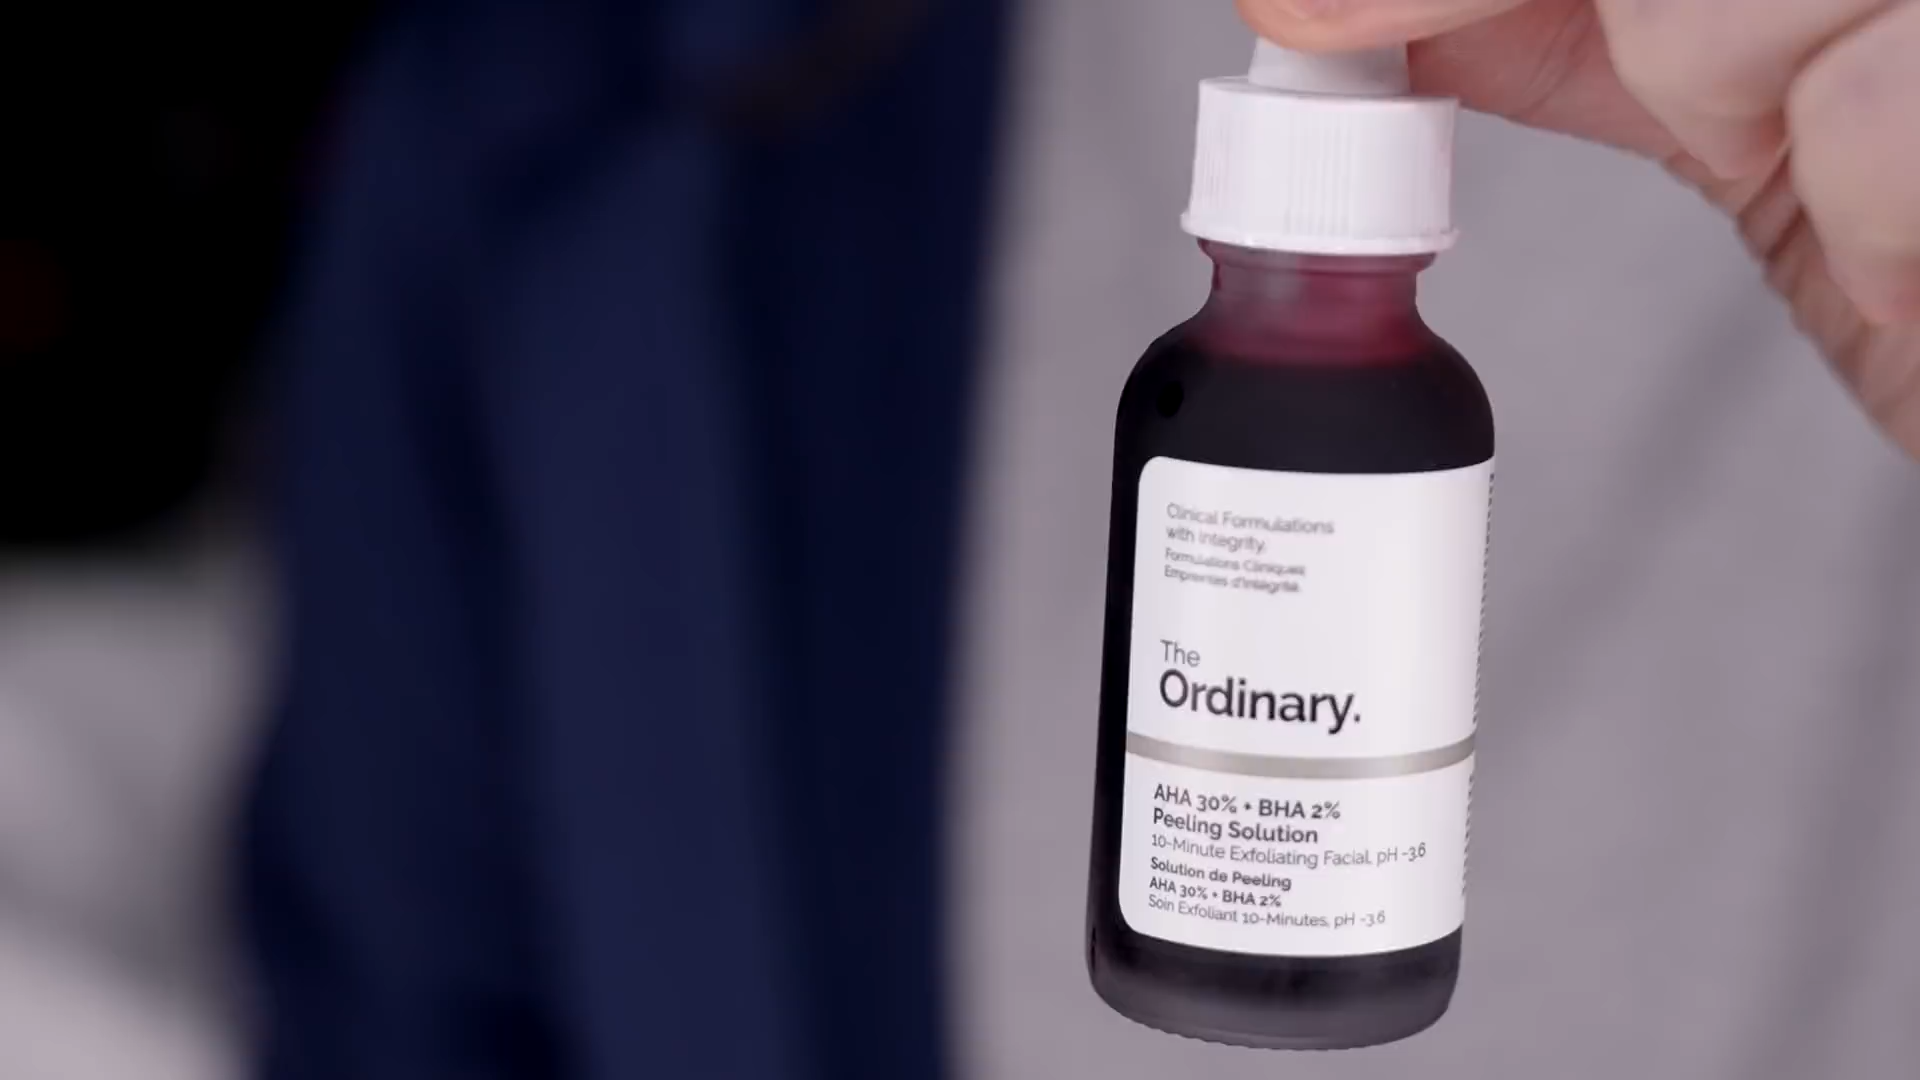 Clinical Formulations
with Integrity.
Formulations Cliniques
Empreintes d'Intégrité.
The
Ordinary.
AHA 30% + BHA 2%
Peeling Solution
10-Minute Exfoliating Facial, pH ~3.6
Solution de Peeling
AHA 30% + BHA 2%
Soin Exfoliant 10-Minutes, pH ~3.6